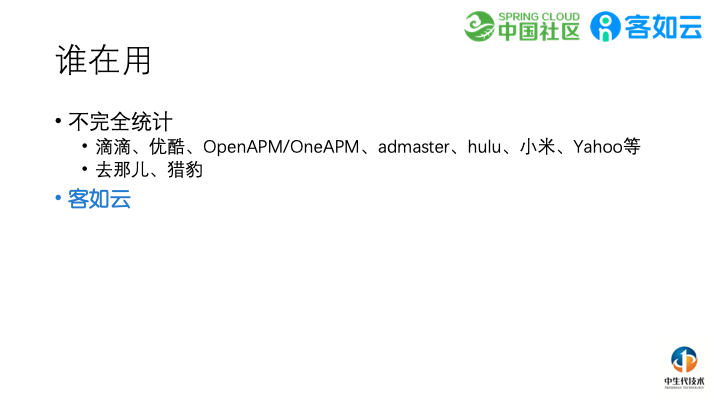 SPRING CLOUD
中国社区
客如云
谁在用
• 不完全统计
• 滴滴、优酷、OpenAPM/OneAPM、admaster、hulu、小米、Yahoo等
• 去那儿、猎豹
• 客如云
中生代技术
FRESHMAN TECHNOLOGY